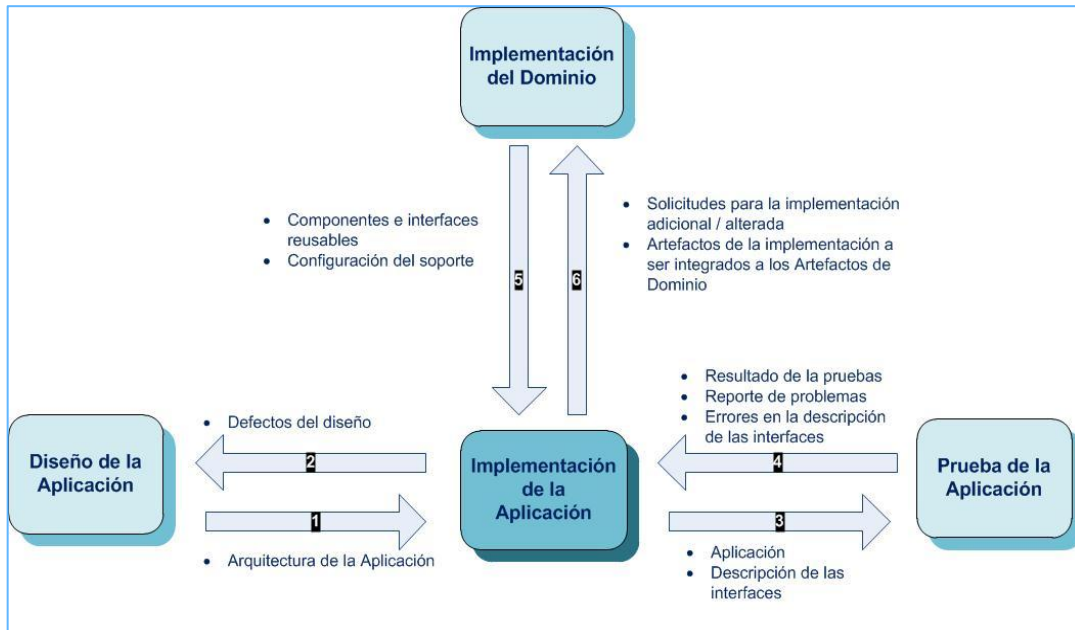 Implementación
del Dominio
• Componentes e interfaces
reusables
• Configuración del soporte
5
6
• Solicitudes para la implementación
adicional / alterada
• Artefactos de la implementación a
ser integrados a los Artefactos de
Dominio
• Defectos del diseño
• Resultado de la pruebas
• Reporte de problemas
• Errores en la descripción
de las interfaces
Diseño de la
Aplicación
2
1
• Arquitectura de la Aplicación
Implementación
de la
Aplicación
4
3
• Aplicación
• Descripción de las
interfaces
Prueba de la
Aplicación